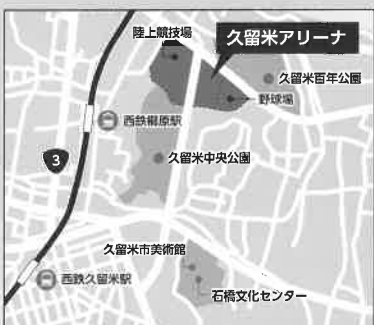 陸上競技場
久留米アリーナ
久留米百年公園
野球場
西鉄櫛原駅
3
久留米中央公園
久留米市美術館
西鉄久留米駅
石橋文化センター